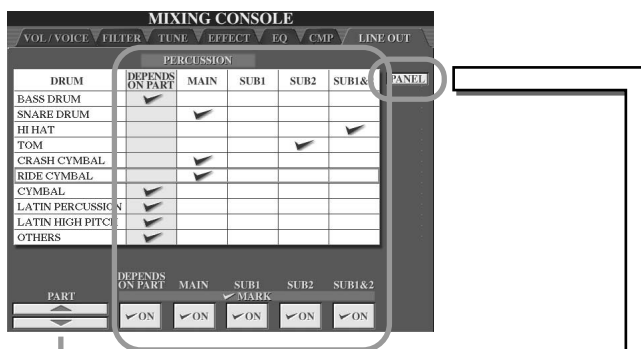 MIXING CONSOLE
VOL / VOICE FILTER TUNE EFFECT EQ CMP LINE OUT
PERCUSSION
DRUM DEPENDS ON PART MAIN SUB1 SUB2 SUB1& PANEL
BASS DRUM
SNARE DRUM
HI HAT
TOM
CRASH CYMBAL
RIDE CYMBAL
CYMBAL
LATIN PERCUSSION
LATIN HIGH PITCH
OTHERS
DEPENDS ON PART MAIN SUB1 SUB2 SUB1&2
PART MARK
ON ON ON ON ON